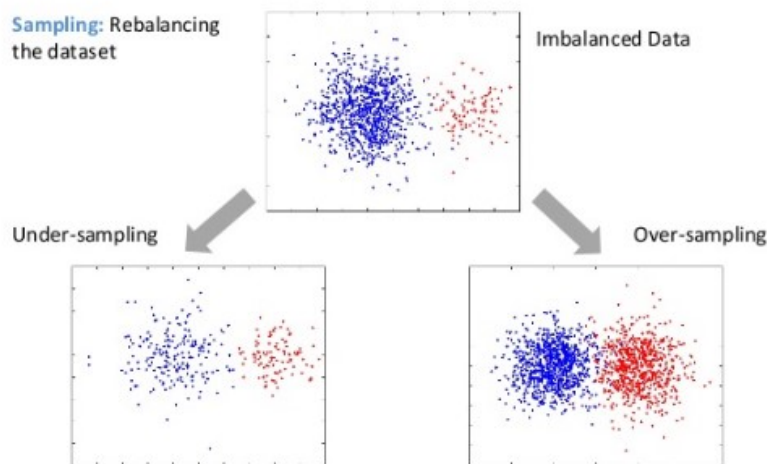 Sampling: Rebalancing
the dataset
Imbalanced Data
Under-sampling
Over-sampling